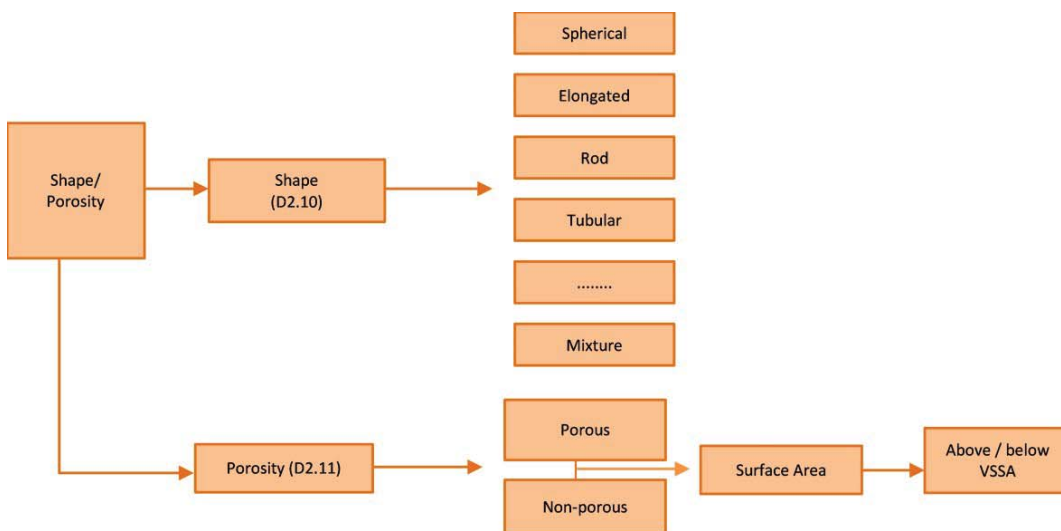 Spherical
Elongated
Shape/
Porosity
Shape
(D2.10)
Rod
Tubular
........
Mixture
Porosity (D2.11)
Porous
Non-porous
Surface Area
Above / below
VSSA